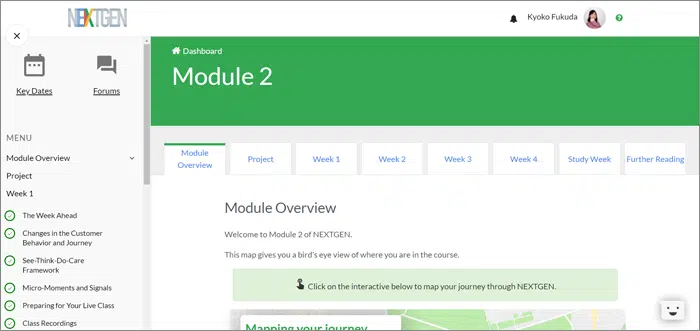 NEXTGEN
Kyoko Fukuda
Key Dates
Forums
MENU
Module Overview
Project
Week 1
The Week Ahead
Changes in the Customer
Behavior and Journey
See-Think-Do-Care
Framework
Micro-Moments and Signals
Preparing for Your Live Class
Class Recordings
Dashboard
Module 2
Module
Overview
Project
Week 1
Week 2
Week 3
Week 4
Study Week
Further Reading
Module Overview
Welcome to Module 2 of NEXTGEN.
This map gives you a bird's eye view of where you are in the course.
Click on the interactive below to map your journey through NEXTGEN.
Mapping your journey